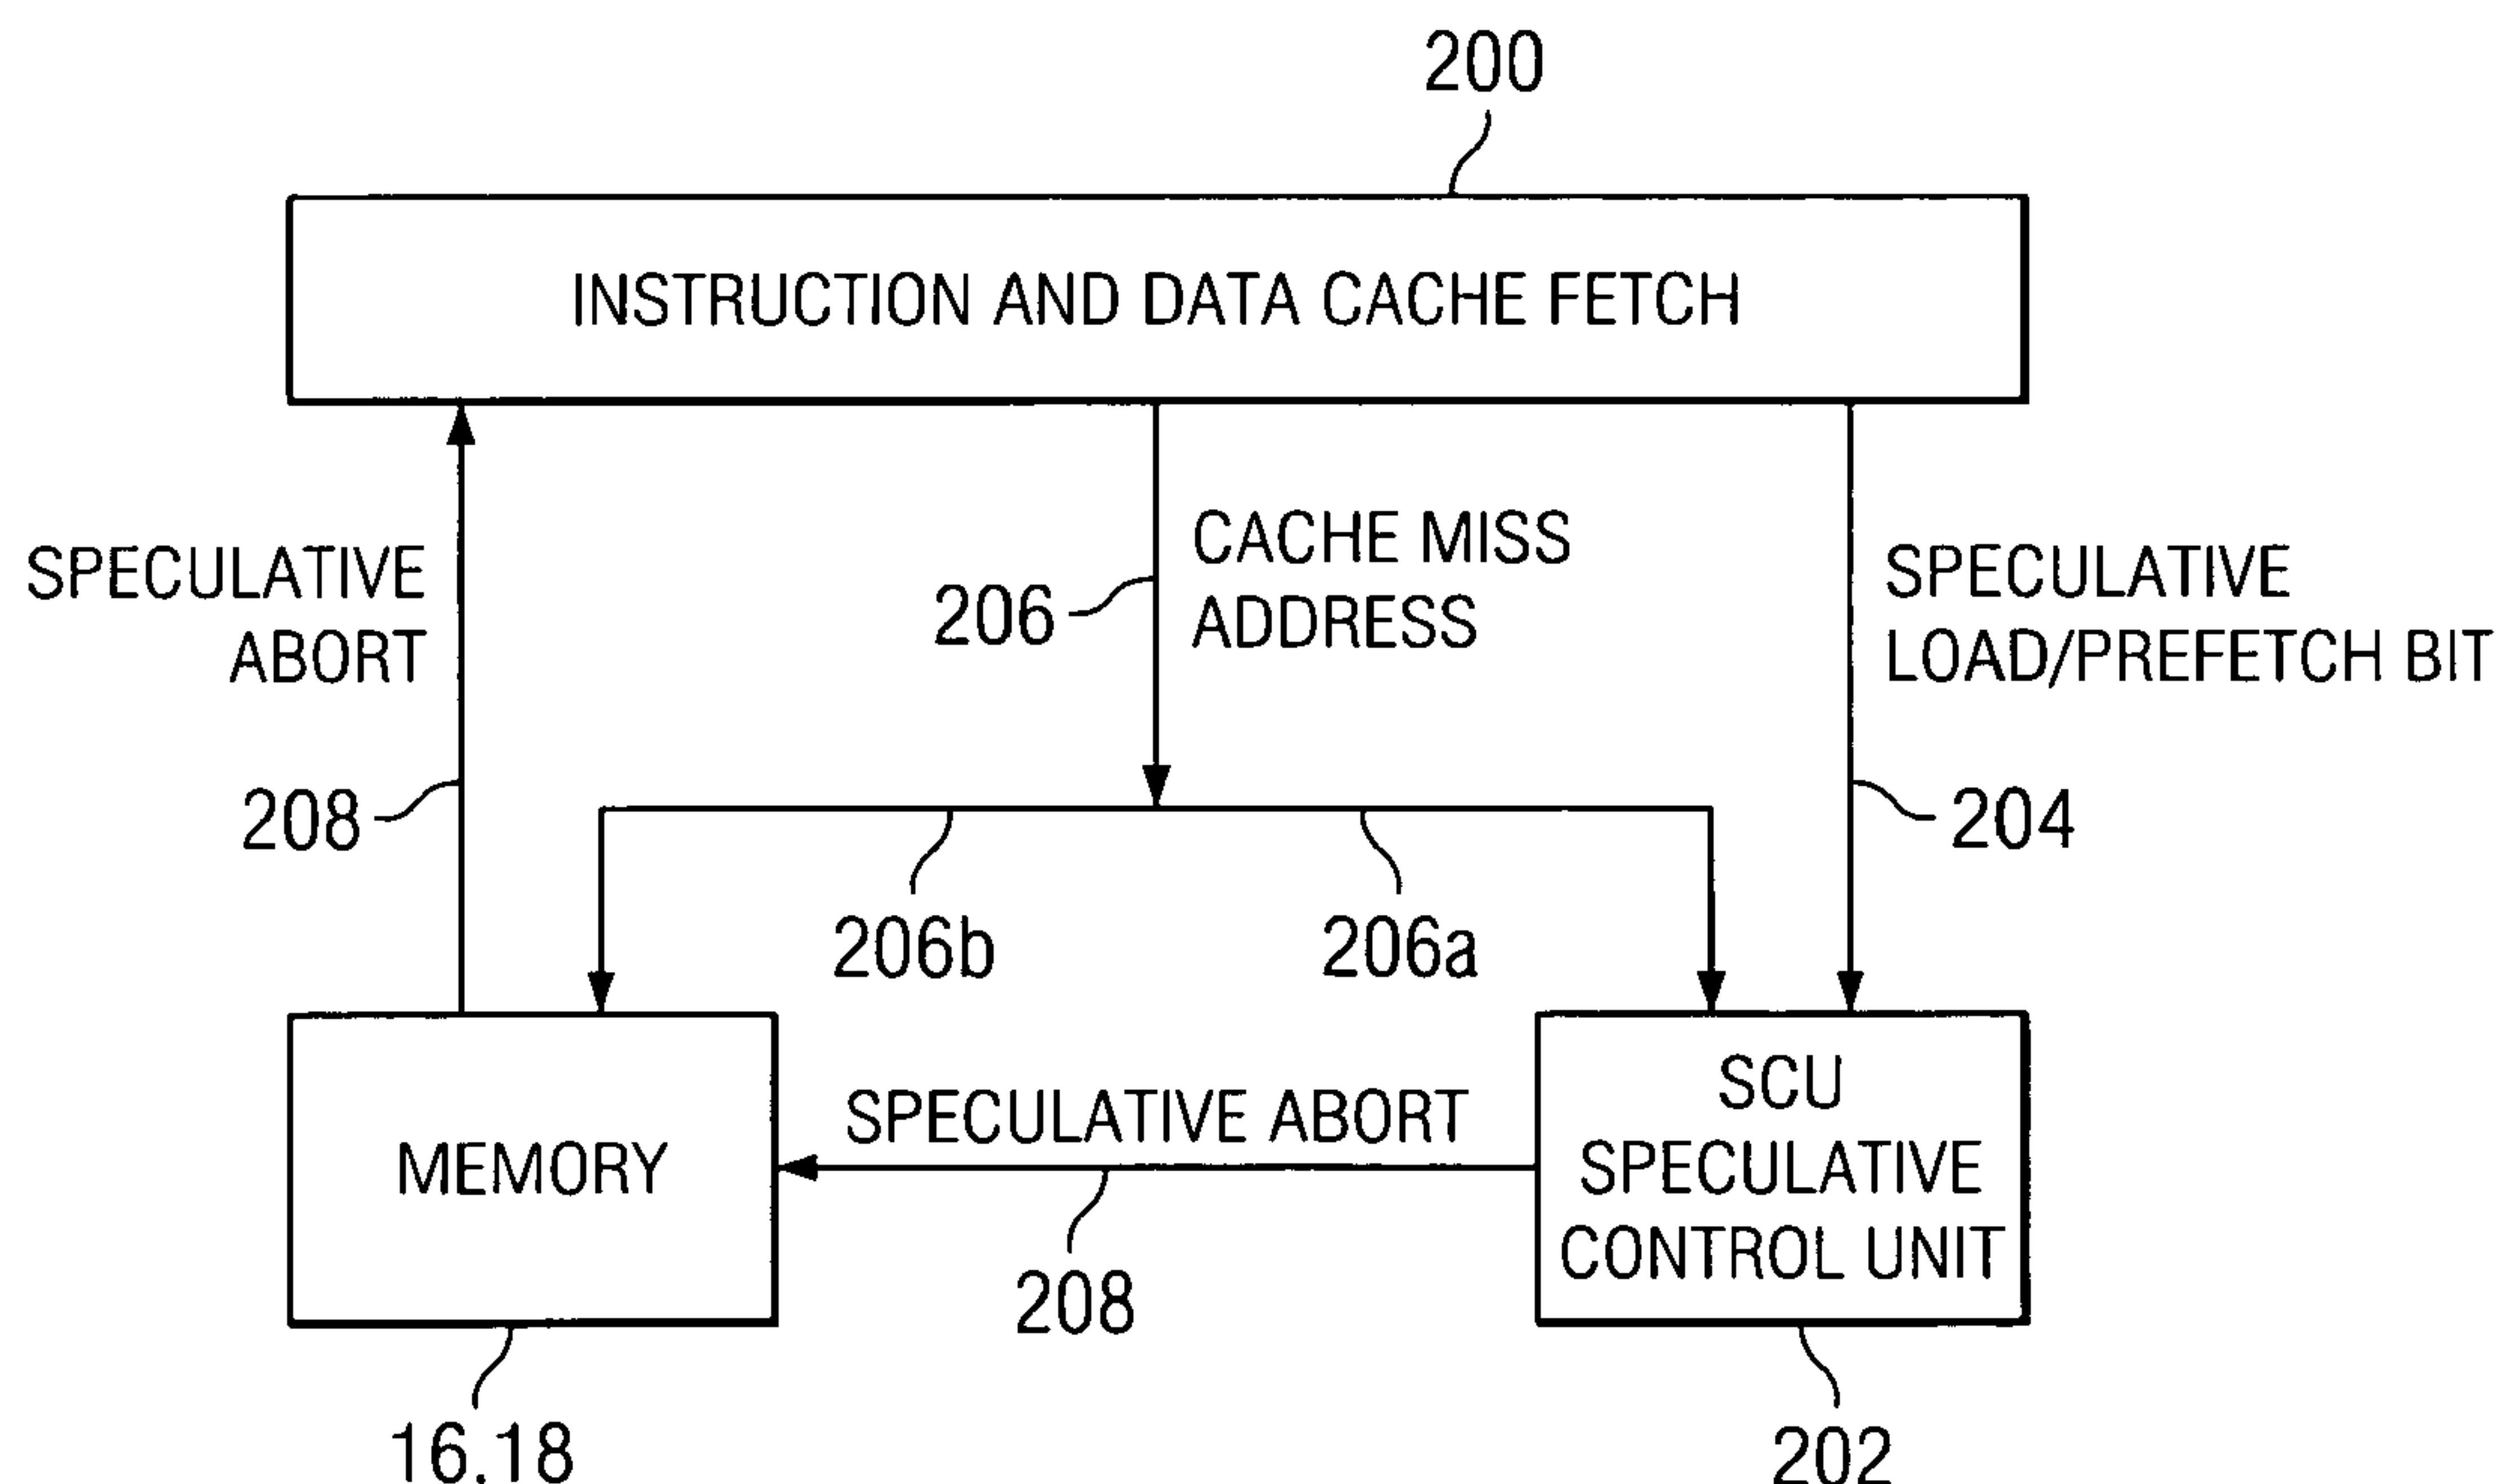 200
INSTRUCTION AND DATA CACHE FETCH
SPECULATIVE
ABORT
208
CACHE MISS
ADDRESS
206
SPECULATIVE
LOAD/PREFETCH BIT
204
206b
206a
MEMORY
16.18
SPECULATIVE ABORT
208
SCU
SPECULATIVE
CONTROL UNIT
202